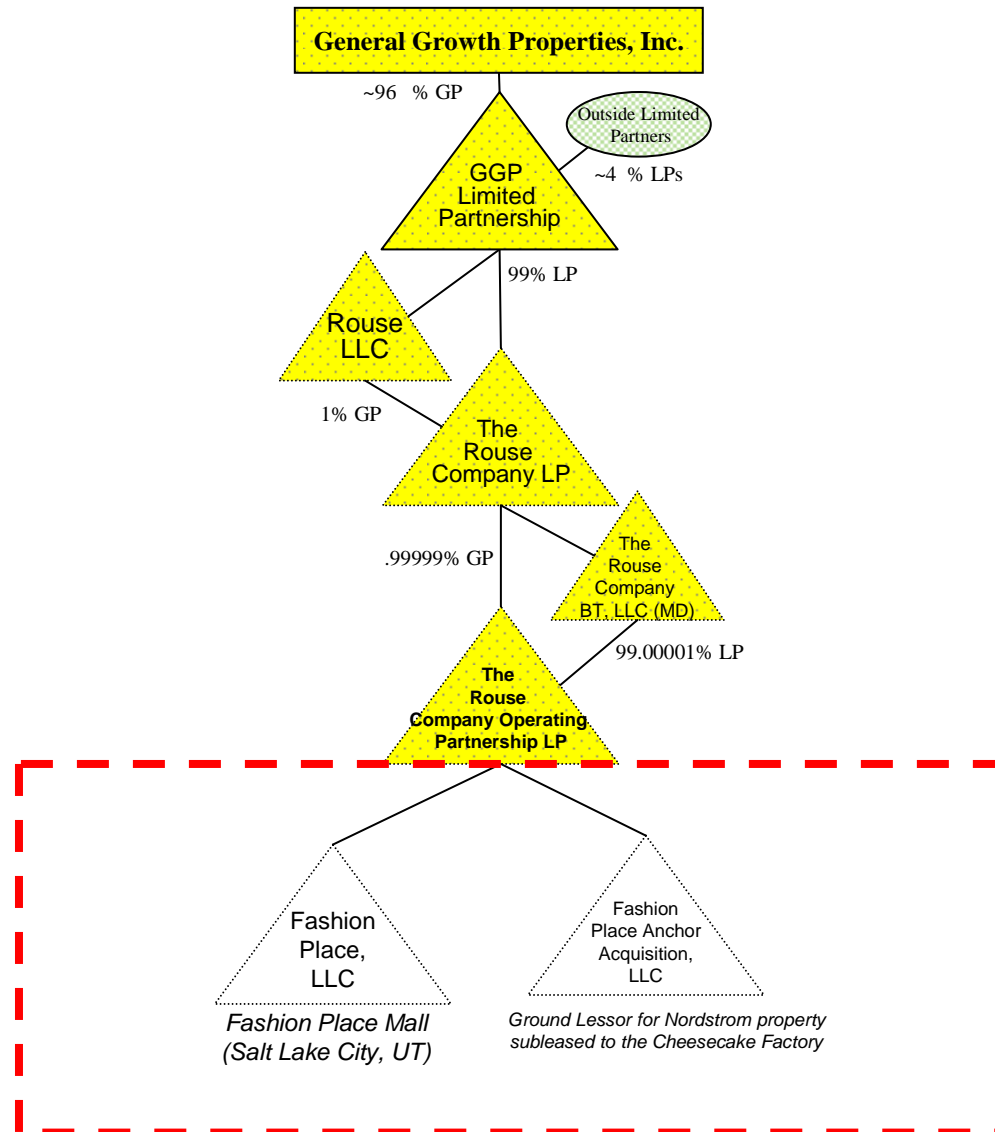 General Growth Properties, Inc.
~96 % GP
Outside Limited
Partners
~4 % LPs
GGP
Limited
Partnership
99% LP
Rouse
LLC
1% GP
The
Rouse
Company LP
.99999% GP
The
Rouse
Company
BT, LLC (MD)
99.00001% LP
The
Rouse
Company Operating
Partnership LP
Fashion
Place,
LLC
Fashion Place Mall
(Salt Lake City, UT)
Fashion
Place Anchor
Acquisition,
LLC
Ground Lessor for Nordstrom property
subleased to the Cheesecake Factory